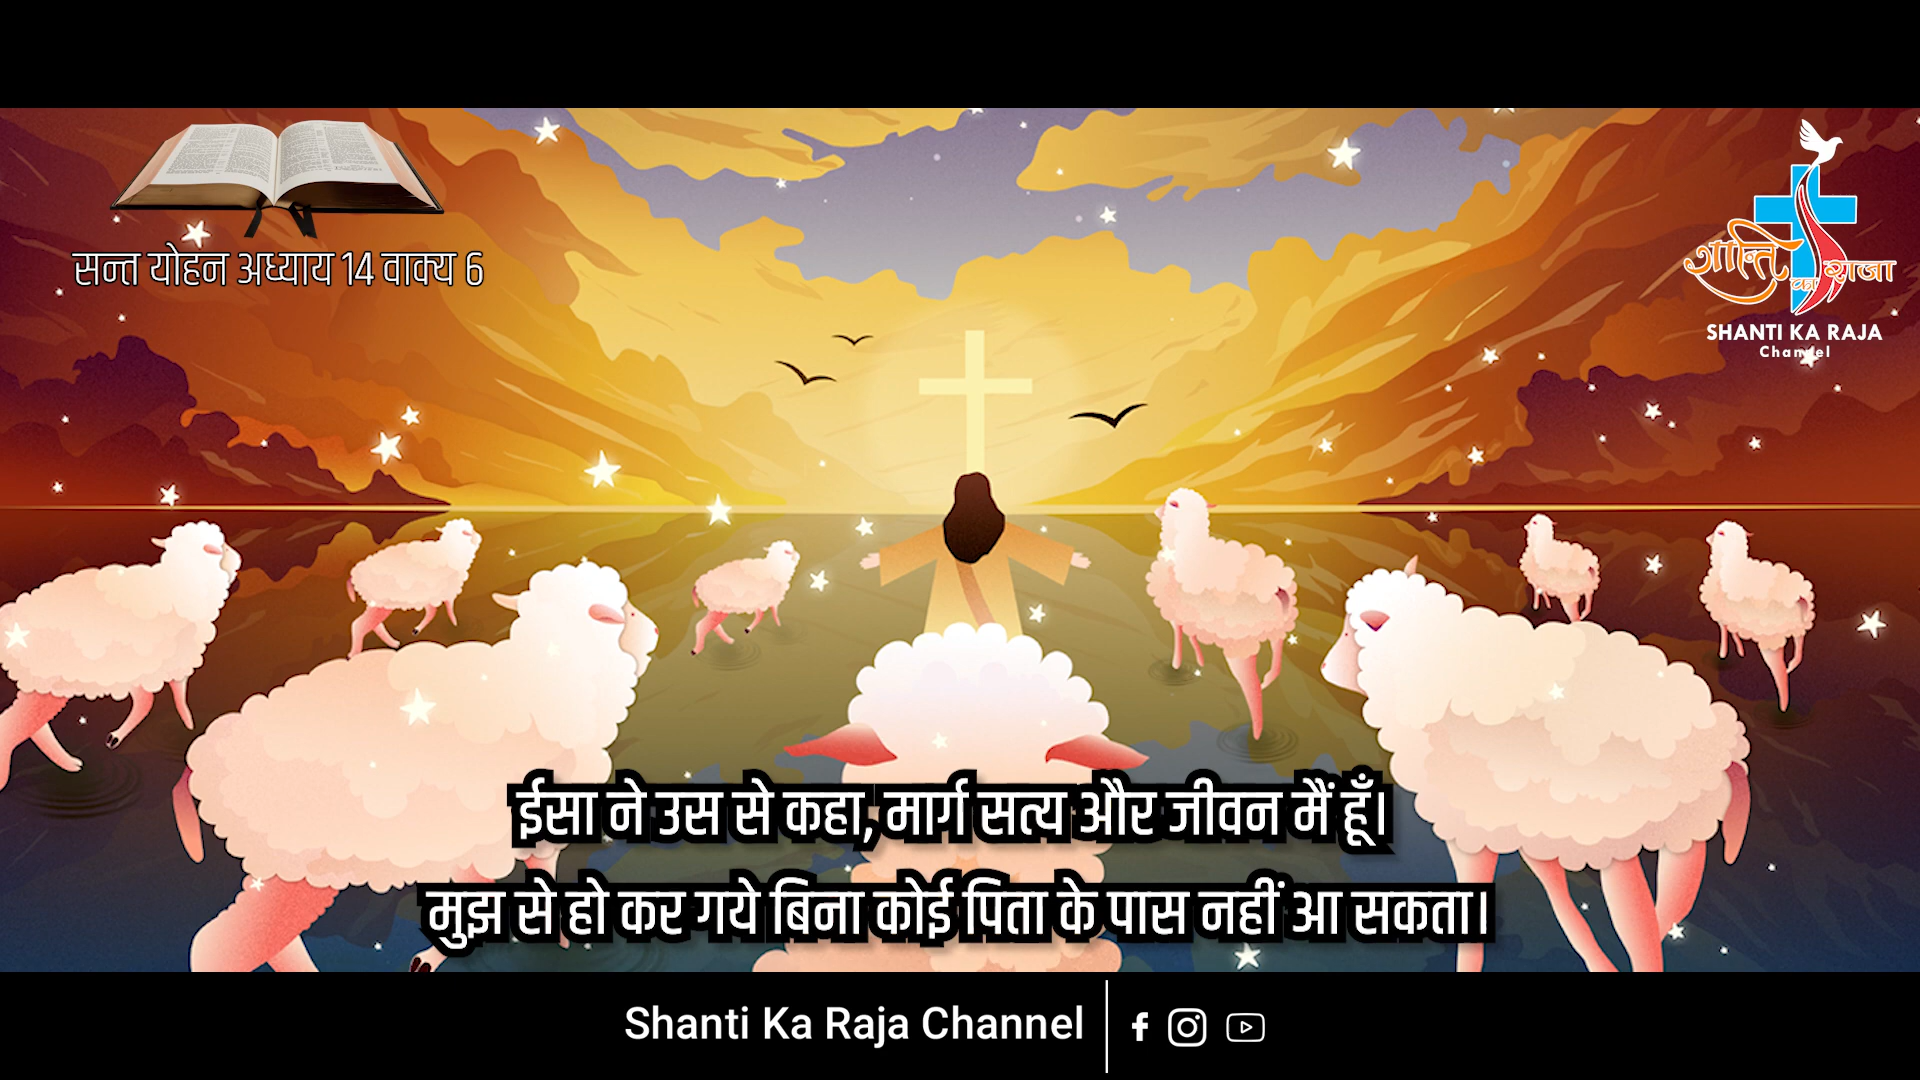 सन्त योहन अध्याय 14 वाक्य 6
शान्ति का राजा
SHANTI KA RAJA
Channel
ईसा ने उस से कहा, मार्ग सत्य और जीवन मैं हूँ।
मुझ से हो कर गये बिना कोई पिता के पास नहीं आ सकता।
Shanti Ka Raja Channel